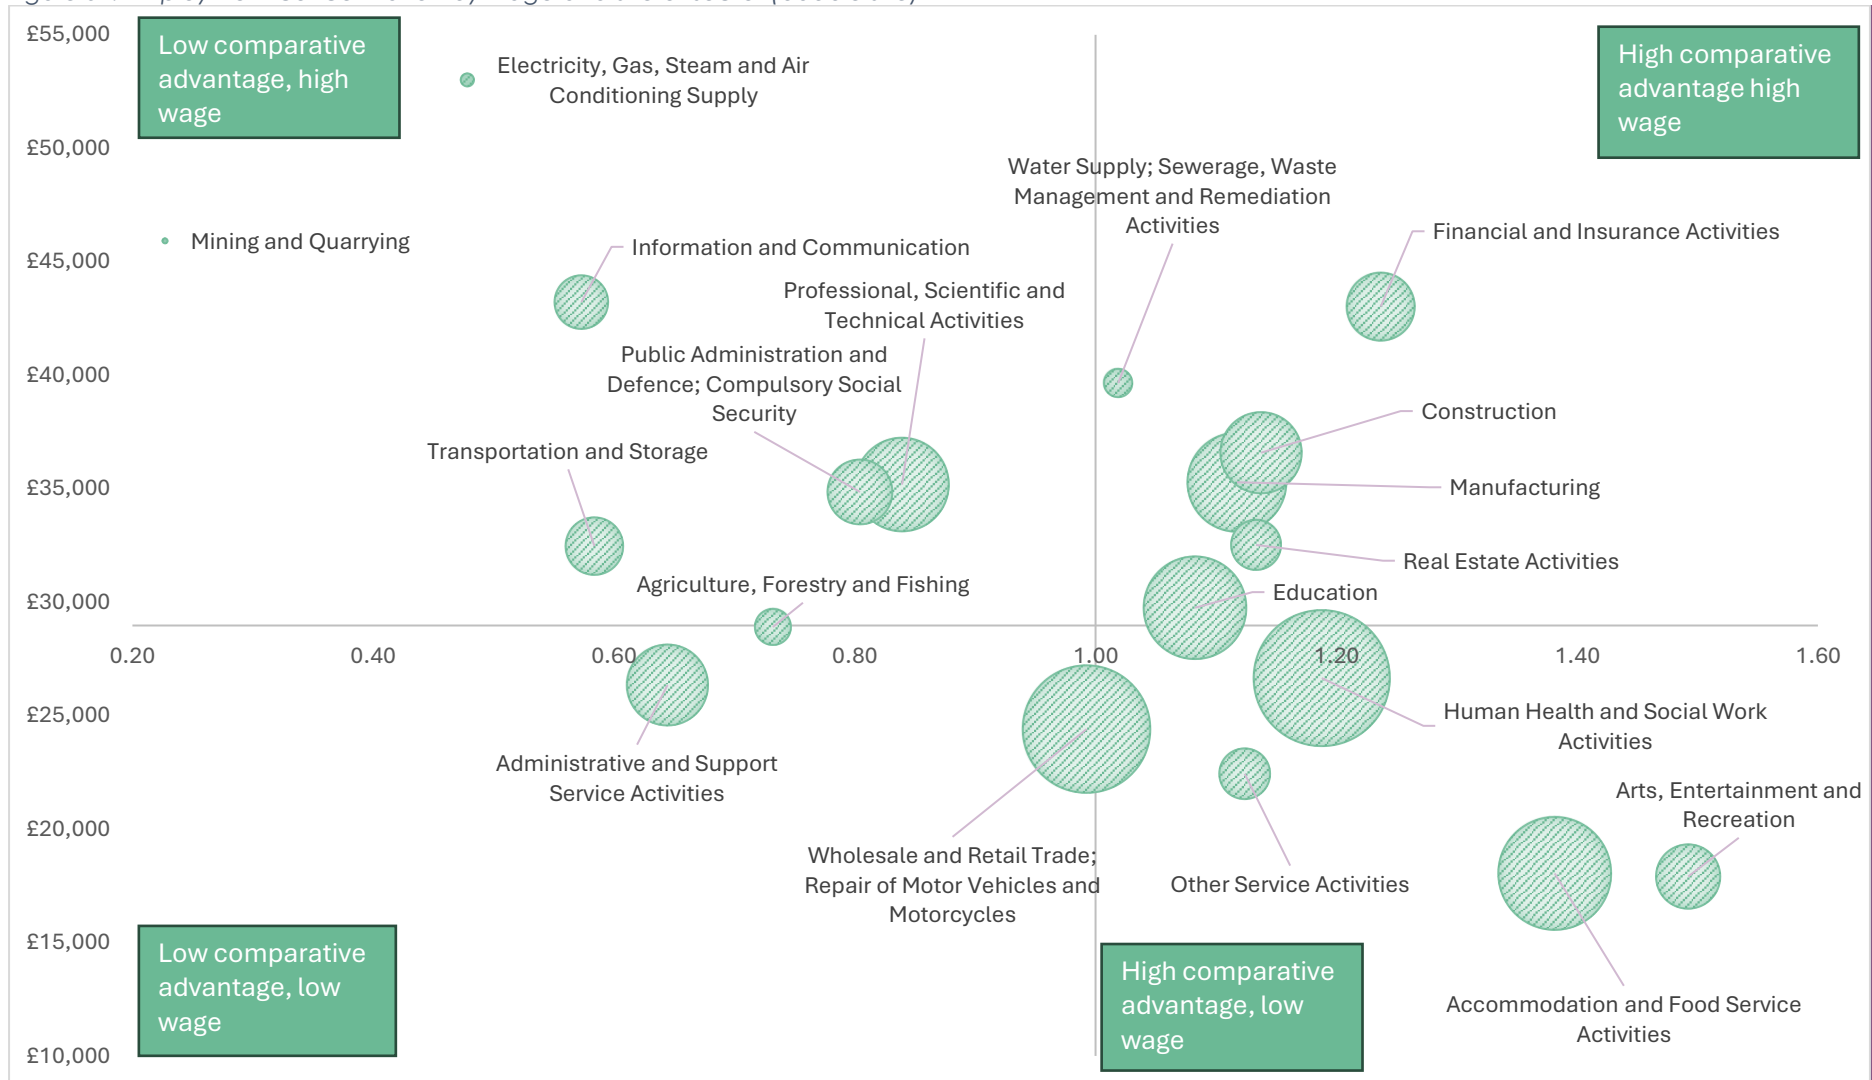 £55,000
Low comparative
advantage, high
wage
Electricity, Gas, Steam and Air
Conditioning Supply
High comparative
advantage high
wage
£50,000
Water Supply; Sewerage, Waste
Management and Remediation
Activities
Financial and Insurance Activities
Mining and Quarrying
Information and Communication
£45,000
Professional, Scientific and
Technical Activities
Public Administration and
Defence; Compulsory Social
Security
£40,000
Construction
Transportation and Storage
£35,000
Manufacturing
Real Estate Activities
Agriculture, Forestry and Fishing
Education
£30,000
0.20
0.40
0.60
0.80
1.00
1.20
1.40
1.60
£25,000
Human Health and Social Work
Activities
Administrative and Support
Service Activities
Arts, Entertainment and
Recreation
£20,000
Wholesale and Retail Trade;
Repair of Motor Vehicles and
Motorcycles
Other Service Activities
£15,000
Low comparative
advantage, low
wage
High comparative
advantage, low
wage
Accommodation and Food Service
Activities
£10,000